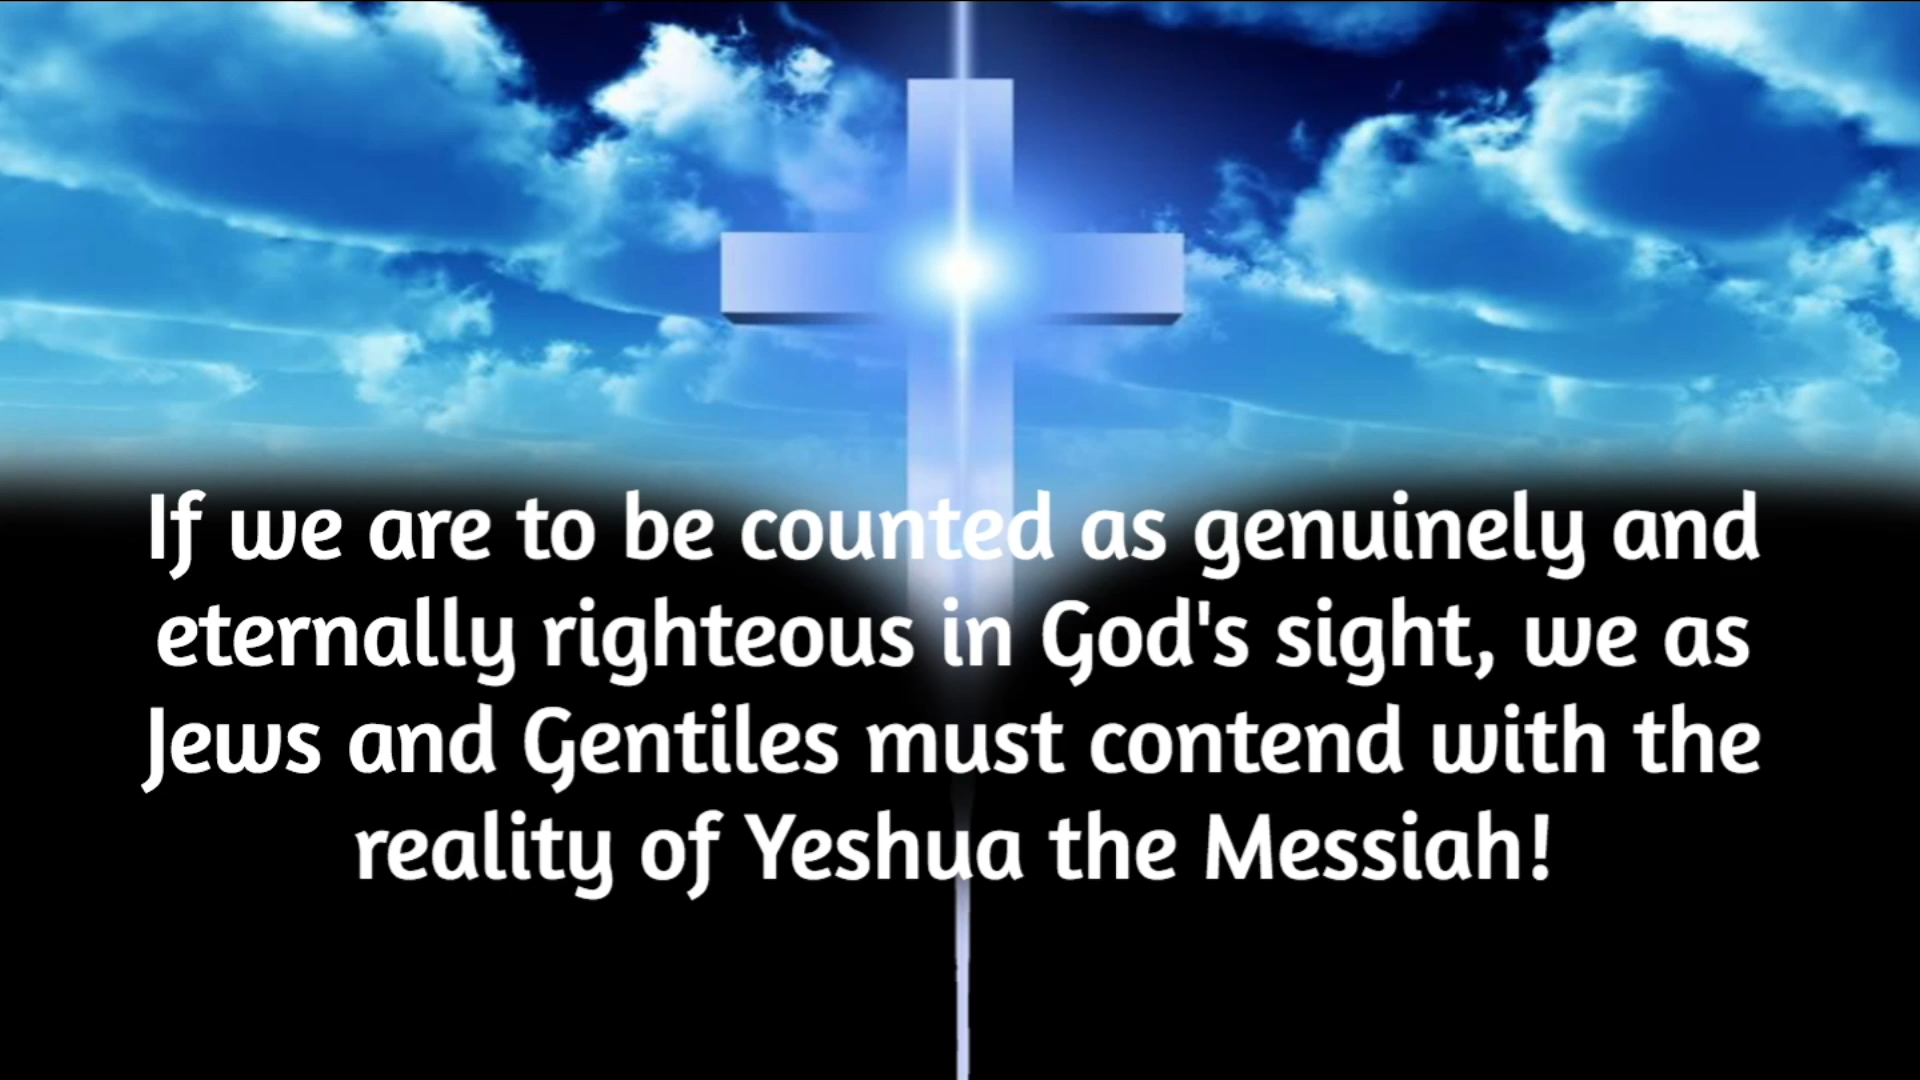 If we are to be counted as genuinely and
eternally righteous in God's sight, we as
Jews and Gentiles must contend with the
reality of Yeshua the Messiah!